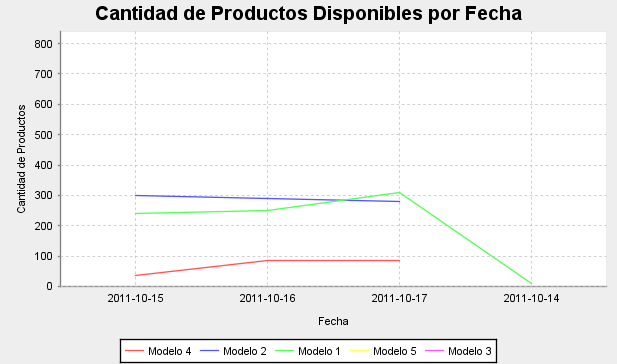 Cantidad de Productos Disponibles por Fecha
Cantidad de Productos
800
700
600
500
400
300
200
100
0
2011-10-15 2011-10-16 2011-10-17 2011-10-14
Fecha
Modelo 4 Modelo 2 Modelo 1 Modelo 5 Modelo 3